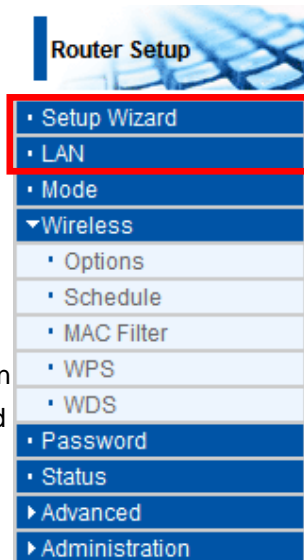 Router Setup
Setup Wizard
LAN
Mode
Wireless
Options
Schedule
MAC Filter
WPS
WDS
Password
Status
Advanced
Administration